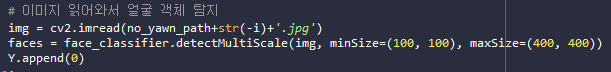 # 이미지 읽어와서 얼굴 객체 탐지
img = cv2.imread(no_yawn_path+str(-i)+'.jpg')
faces = face_classifier.detectMultiScale(img, minSize=(100, 100), maxSize=(400, 400))
Y.append(0)